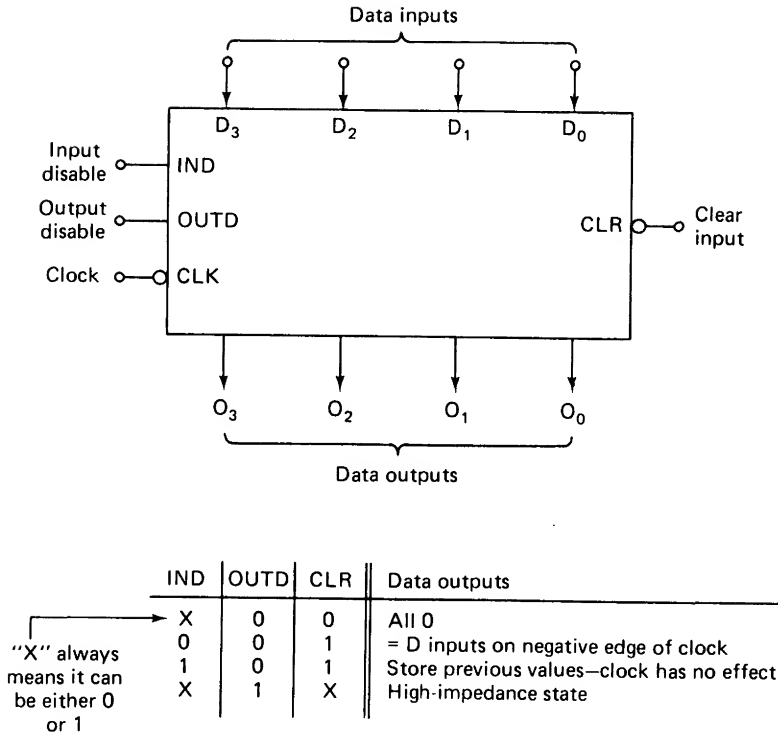 Data inputs
D3 D2 D1 D0
Input
disable
IND
Output
disable
OUTD
CLR
Clear
input
Clock
CLK
O3 O2 O1 O0
Data outputs
IND OUTD CLR Data outputs
X 0 0 All 0
0 0 1 = D inputs on negative edge of clock
1 0 1 Store previous values—clock has no effect
X 1 X High-impedance state
"X" always
means it can
be either 0
or 1